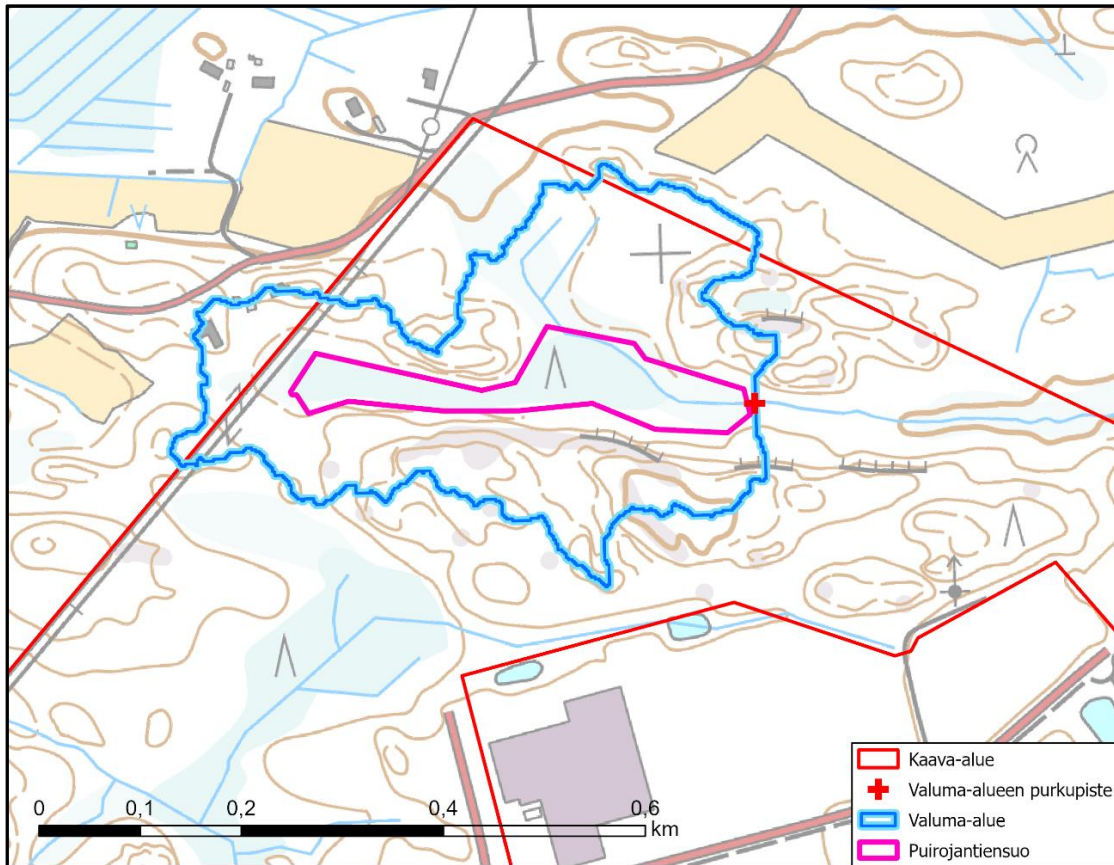 Kaava-alue
Valuma-alueen purkupiste
Valuma-alue
Puirojantiensuo
0 0,1 0,2 0,4 0,6
km